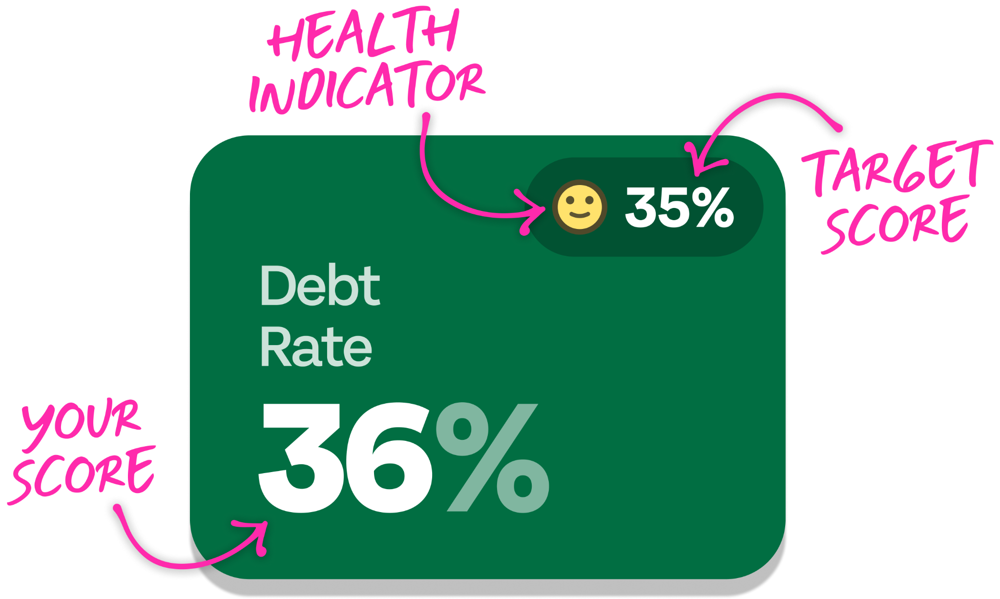 HEALTH
INDICATOR
TARGET
SCORE
35%
Debt
Rate
36%
YOUR
SCORE